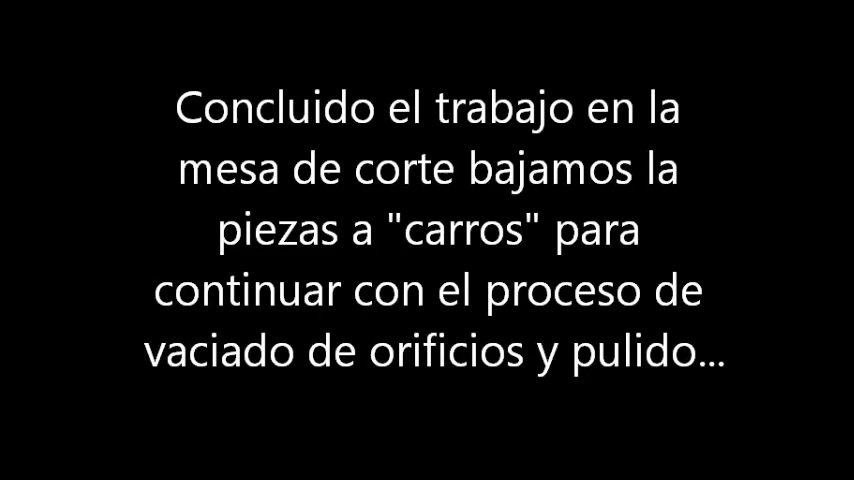 Concluido el trabajo en la
mesa de corte bajamos la
piezas a "carros" para
continuar con el proceso de
vaciado de orificios y pulido...